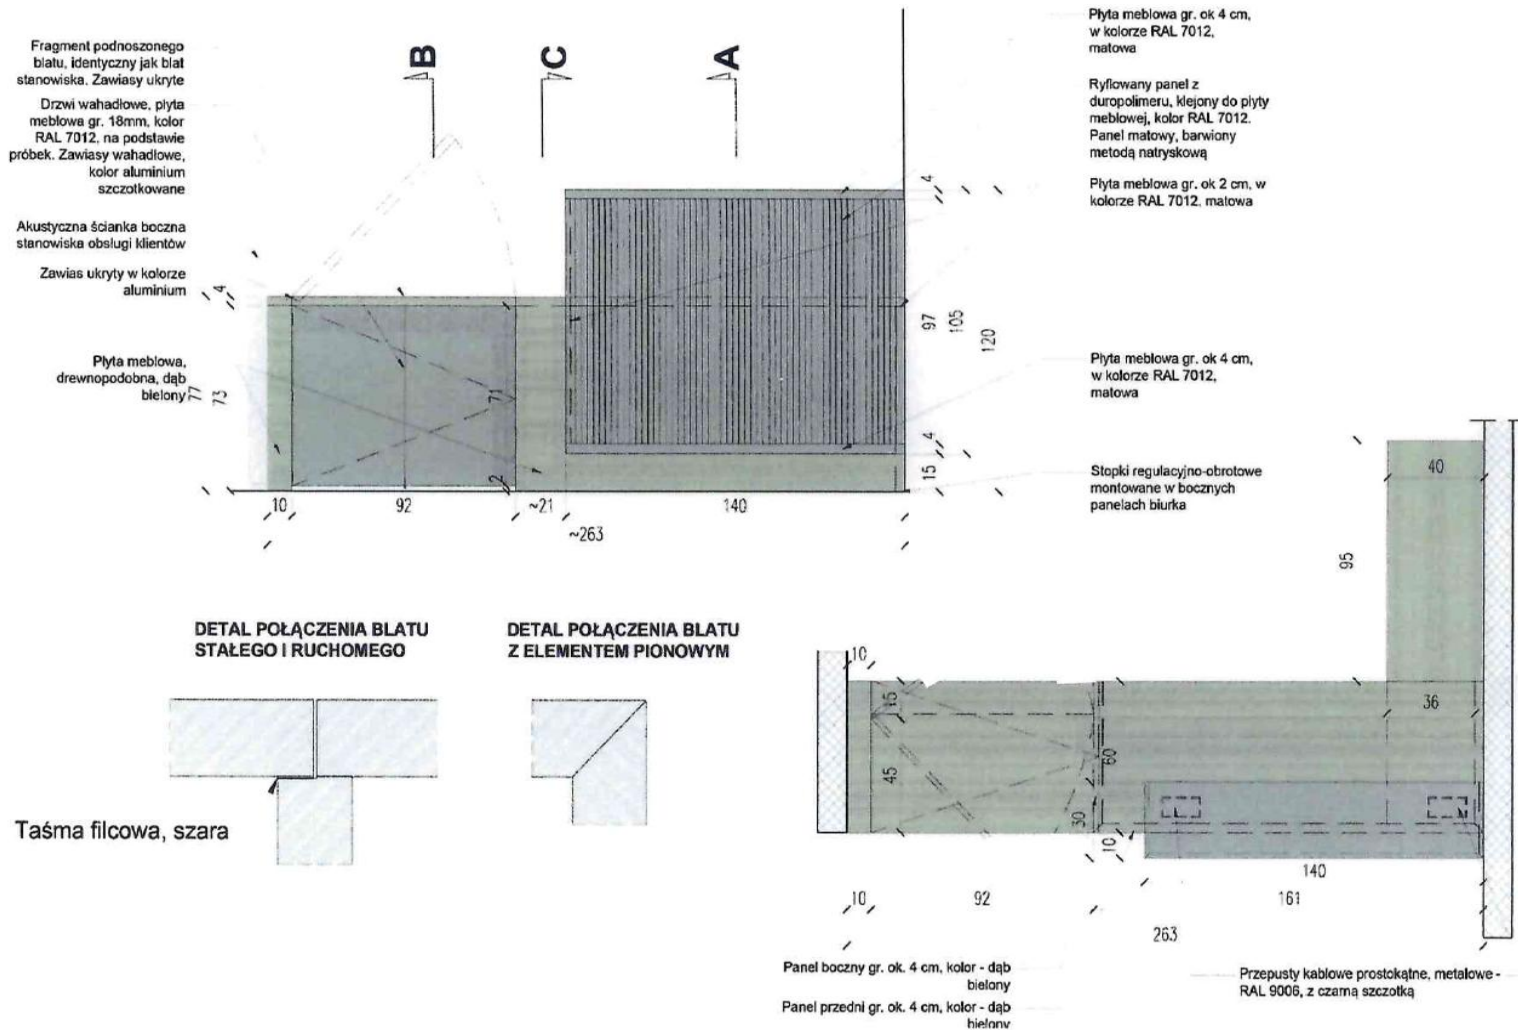 Fragment podnoszonego
blatu, identyczny jak blat
stanowiska. Zawiasy ukryte
Drzwi wahadłowe, płyta
meblowa gr. 18mm, kolor
RAL 7012, na podstawie
próbek. Zawiasy wahadłowe,
kolor aluminium
szczotkowane
Akustyczna ścianka boczna
stanowiska obsługi klientów
Zawias ukryty w kolorze
aluminium
Płyta meblowa,
drewnopodobna, dąb
bielony
B
C
A
Płyta meblowa gr. ok 4 cm,
w kolorze RAL 7012,
matowa
Ryflowany panel z
duropolimeru, klejony do płyty
meblowej, kolor RAL 7012.
Panel matowy, barwiony
metodą natryskową
Płyta meblowa gr. ok 2 cm, w
kolorze RAL 7012, matowa
Płyta meblowa gr. ok 4 cm,
w kolorze RAL 7012,
matowa
Stopki regulacyjno-obrotowe
montowane w bocznych
panelach biurka
4
77
73
71
2
4
97
105
120
4
15
10
92
~21
140
~263
DETAL POŁĄCZENIA BLATU
STAŁEGO I RUCHOMEGO
DETAL POŁĄCZENIA BLATU
Z ELEMENTEM PIONOWYM
Taśma filcowa, szara
40
95
10
15
36
45
60
30
10
140
10
92
161
263
Panel boczny gr. ok. 4 cm, kolor - dąb
bielony
Panel przedni gr. ok. 4 cm, kolor - dąb
bielony
Przepusty kablowe prostokątne, metalowe -
RAL 9006, z czarną szczotką